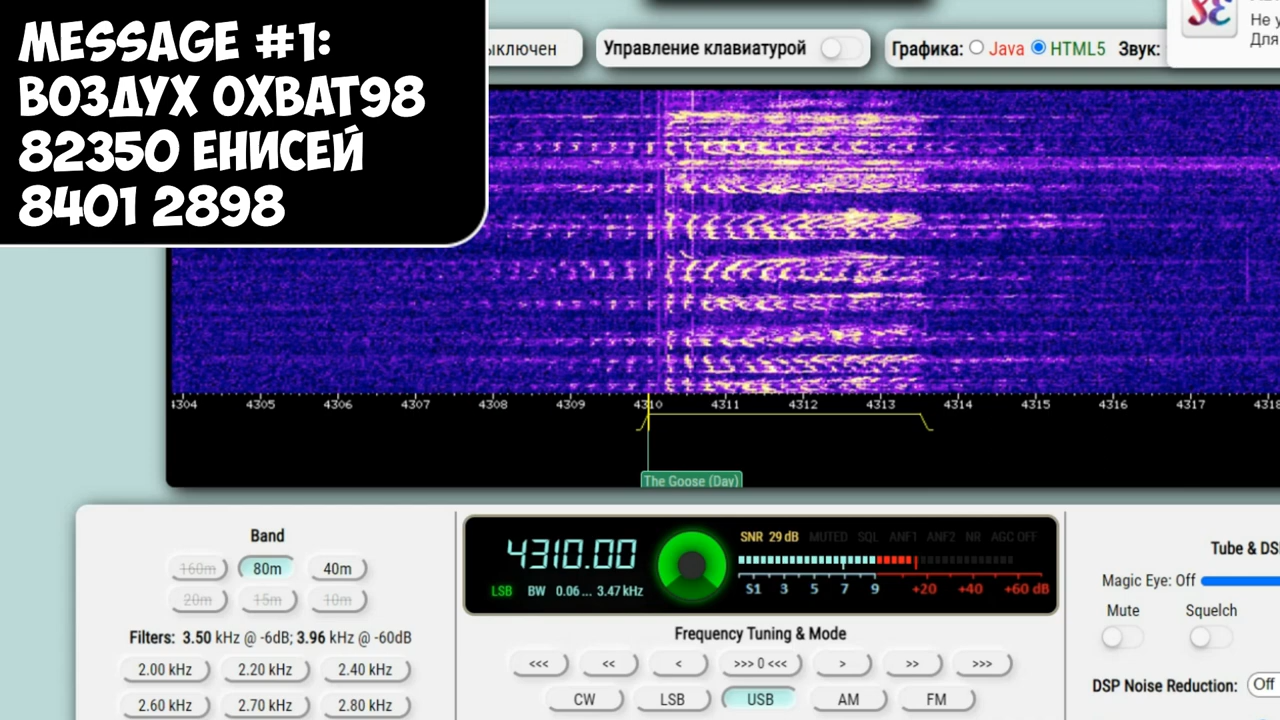 MESSAGE #1:
ВОЗДУХ ОХВАТ98
82350 ЕНИСЕЙ
8401 2898
Управление клавиатурой
Графика: Java HTML5 Звук:
Не
Для
4304 4305 4306 4307 4308 4309 4310 4311 4312 4313 4314 4315 4316 4317 4318
The Goose (Day)
Band
160m 80m 40m
20m 15m 10m
Filters: 3.50 kHz @ -6dB; 3.96 kHz @ -60dB
2.00 kHz 2.20 kHz 2.40 kHz
2.60 kHz 2.70 kHz 2.80 kHz
4310.00
LSB BW 0.06 ... 3.47 kHz
SNR 29 dB MUTED SQL ANF1 ANF2 NR AGC OFF
S1 3 5 7 9 +20 +40 +60 dB
Frequency Tuning & Mode
<<< << < >>> 0 <<< > >> >>>
CW LSB USB AM FM
Tube &
Magic Eye: Off
Mute Squelch
DSP Noise Reduction: Off